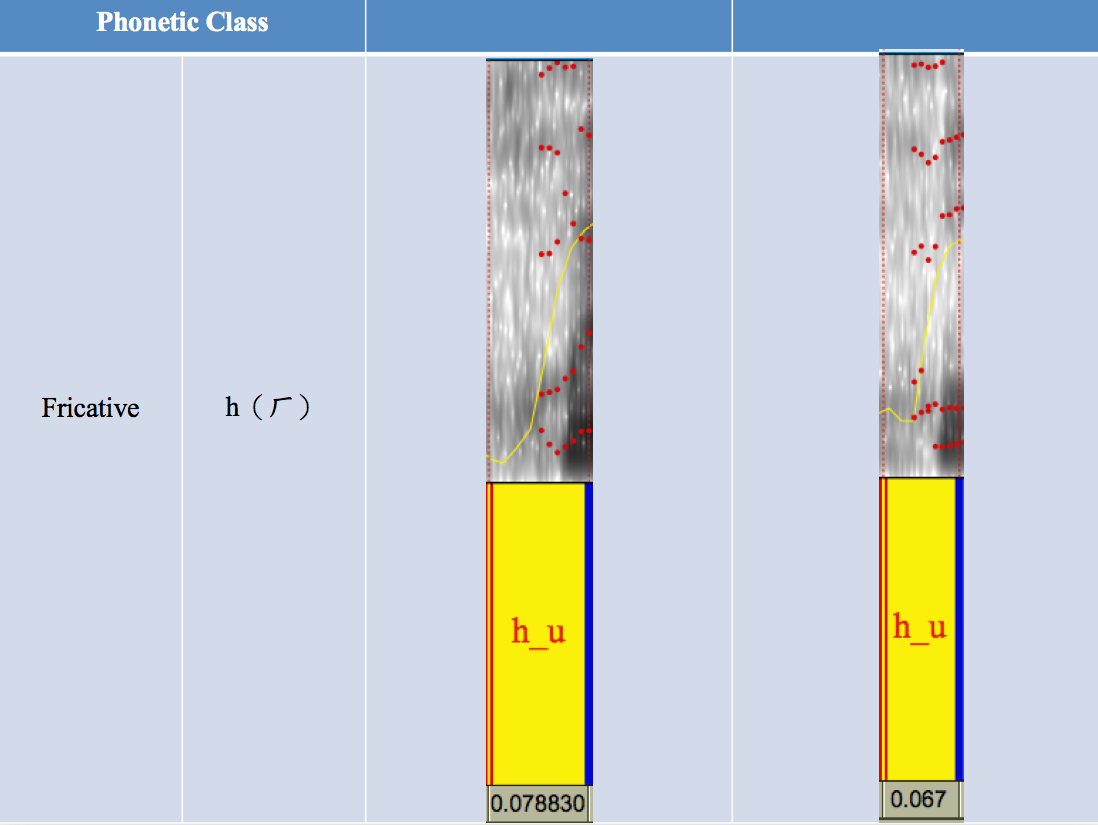 Phonetic Class
Fricative
h（ㄏ）
h_u
h_u
0.078830
0.067